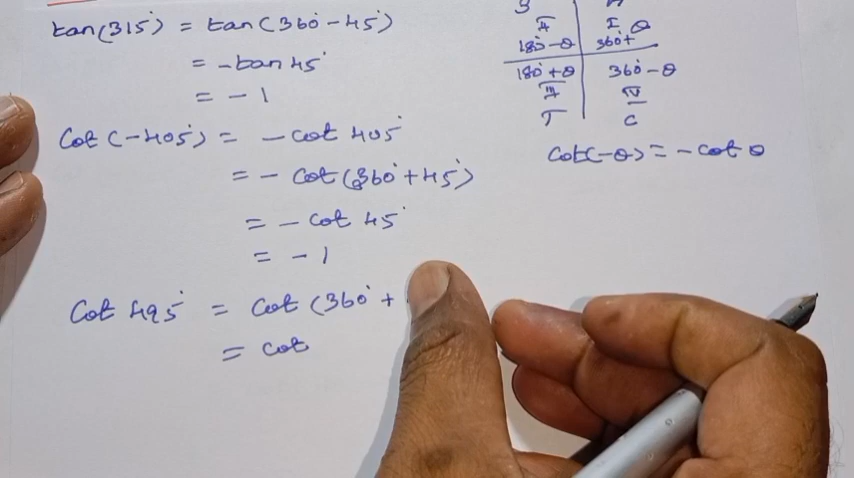 tan(315°) = tan(360° - 45°)
= - tan 45°
= - 1
Cot (-405°) = - cot 405°
= - cot (360° + 45°)
= - cot 45°
= - 1
Cot 495° = Cot (360° +
= cot
S A
II I θ
180° - θ 360° +
180° + θ 360° - θ
III IV
T C
Cot(-θ) = - cot θ